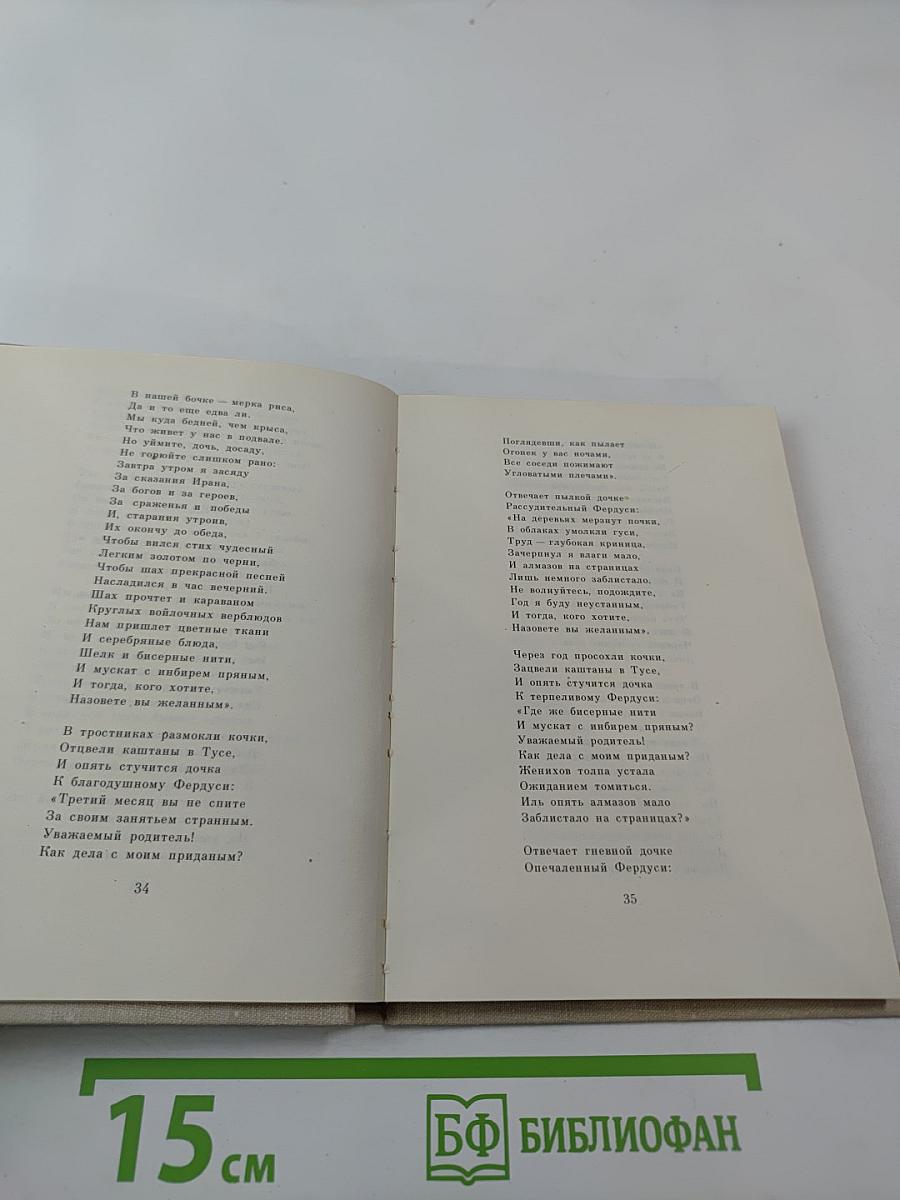 В нашей бочке — мерка риса,
Да и то еще едва ли.
Мы куда бедней, чем крыса,
Что живет у нас в подвале.
Но уймите, дочь, досаду,
Не горюйте слишком рано:
Завтра утром я засяду
За сказания Ирана,
За богов и за героев,
За сраженья и победы
И, старания утроив,
Их окончу до обеда,
Чтобы вился стих чудесный
Легким золотом по черни,
Чтобы шах прекрасной песней
Насладился в час вечерний.
Шах прочтет и караваном
Круглых войлочных верблюдов
Нам пришлет цветные ткани
И серебряные блюда,
Шелк и бисерные нити,
И мускат с инбирем пряным,
И тогда, кого хотите,
Назовете вы желанным».
В тростниках размокли кочки,
Отцвели каштаны в Тусе,
И опять стучится дочка
К благодушному Фердуси:
«Третий месяц вы не спите
За своим занятьем странным.
Уважаемый родитель!
Как дела с моим приданым?
34
Поглядевши, как пылает
Огонек у вас ночами,
Все соседи пожимают
Угловатыми плечами».
Отвечает пылкой дочке
Рассудительный Фердуси:
«На деревьях мерзнут почки,
В облаках умолкли гуси,
Труд — глубокая криница,
Зачерпнул я влаги мало,
И алмазов на страницах
Лишь немного заблистало.
Не волнуйтесь, подождите,
Год я буду неустанным,
И тогда, кого хотите,
Назовете вы желанным».
Через год просохли кочки,
Зацвели каштаны в Тусе,
И опять стучится дочка
К терпеливому Фердуси:
«Где же бисерные нити
И мускат с инбирем пряным?
Уважаемый родитель!
Как дела с моим приданым?
Женихов толпа устала
Ожиданием томиться.
Иль опять алмазов мало
Заблистало на страницах?»
Отвечает гневной дочке
Опечаленный Фердуси:
35
15 см
БФ БИБЛИОФАН